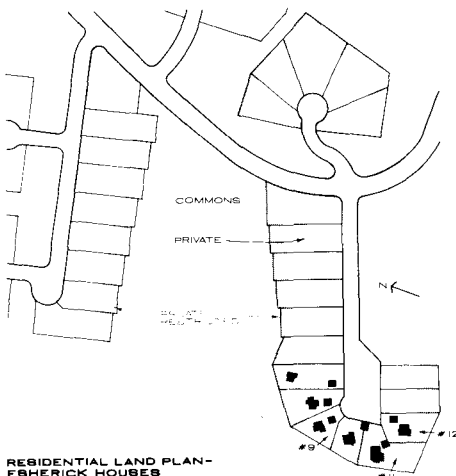 COMMONS
PRIVATE
N
#9
#12
RESIDENTIAL LAND PLAN-
ESHERICK HOUSES